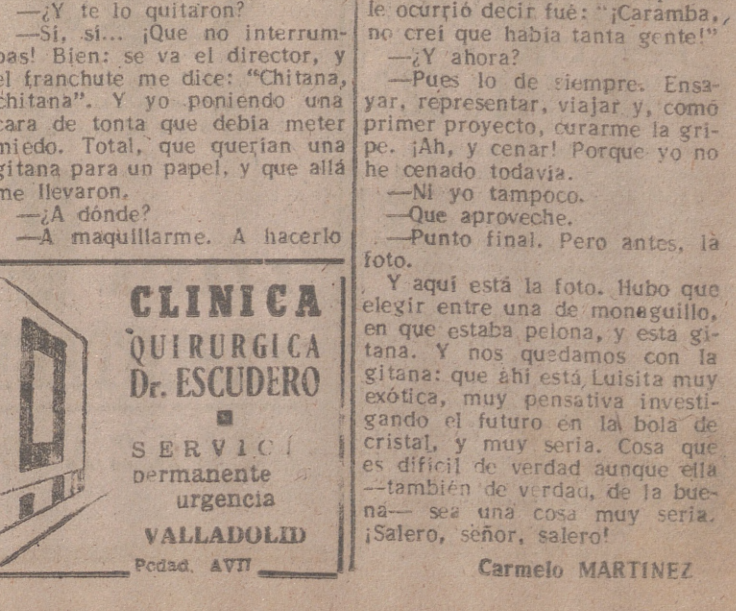 —¿Y te lo quitaron?
—Sí, sí... ¡Que no interrum-
pas! Bien: se va el director, y
el franchute me dice: "Chitana,
chitana". Y yo poniendo una
cara de tonta que debía meter
miedo. Total, que querían una
gitana para un papel, y que allá
me llevaron.
—¿A dónde?
—A maquillarme. A hacerlo
CLINICA
QUIRURGICA
Dr. ESCUDERO
SERVICI
permanente
urgencia
VALLADOLID
le ocurrió decir fué: "¡Caramba,
no creí que había tanta gente!"
—¿Y ahora?
—Pues lo de siempre. Ensa-
yar, representar, viajar y, como
primer proyecto, curarme la gri-
pe. ¡Ah, y cenar! Porque yo no
he cenado todavía.
—Ni yo tampoco.
—Que aproveche.
—Punto final. Pero antes, la
foto.
Y aquí está la foto. Hubo que
elegir entre una de monaguillo,
en que estaba pelona, y esta gi-
tana. Y nos quedamos con la
gitana: que ahí está Luisita muy
exótica, muy pensativa investi-
gando el futuro en la bola de
cristal, y muy seria. Cosa que
es difícil de verdad aunque ella
—también de verdad, de la bue-
na— sea una cosa muy seria.
¡Salero, señor, salero!
Carmelo MARTINEZ